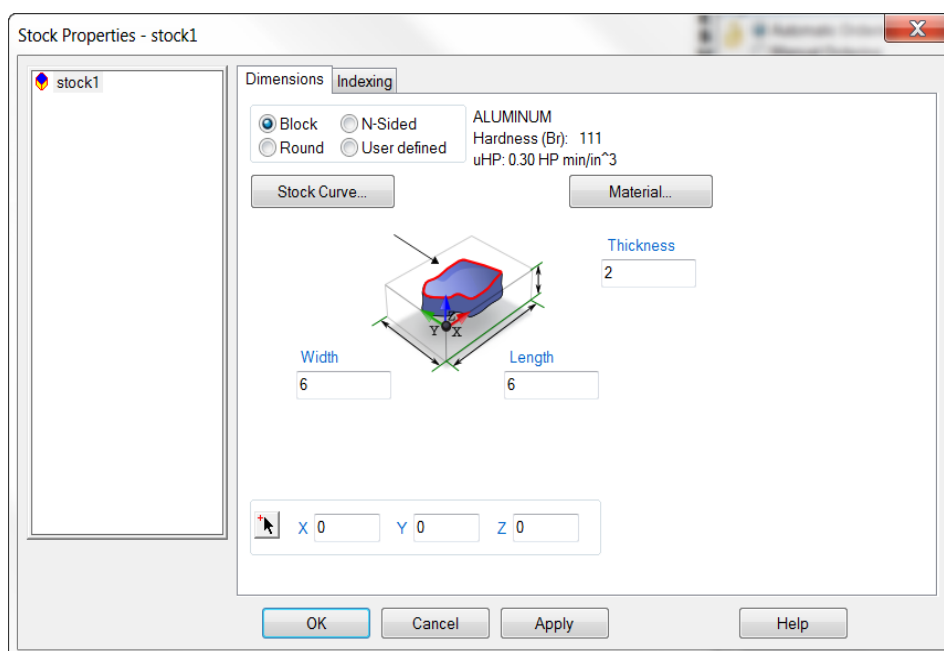 Stock Properties - stock1
stock1
Dimensions
Indexing
Block
N-Sided
Round
User defined
ALUMINUM
Hardness (Br):   111
uHP: 0.30 HP min/in^3
Stock Curve...
Material...
Thickness
2
Z
Y
X
Width
6
Length
6
X 0
Y 0
Z 0
OK
Cancel
Apply
Help